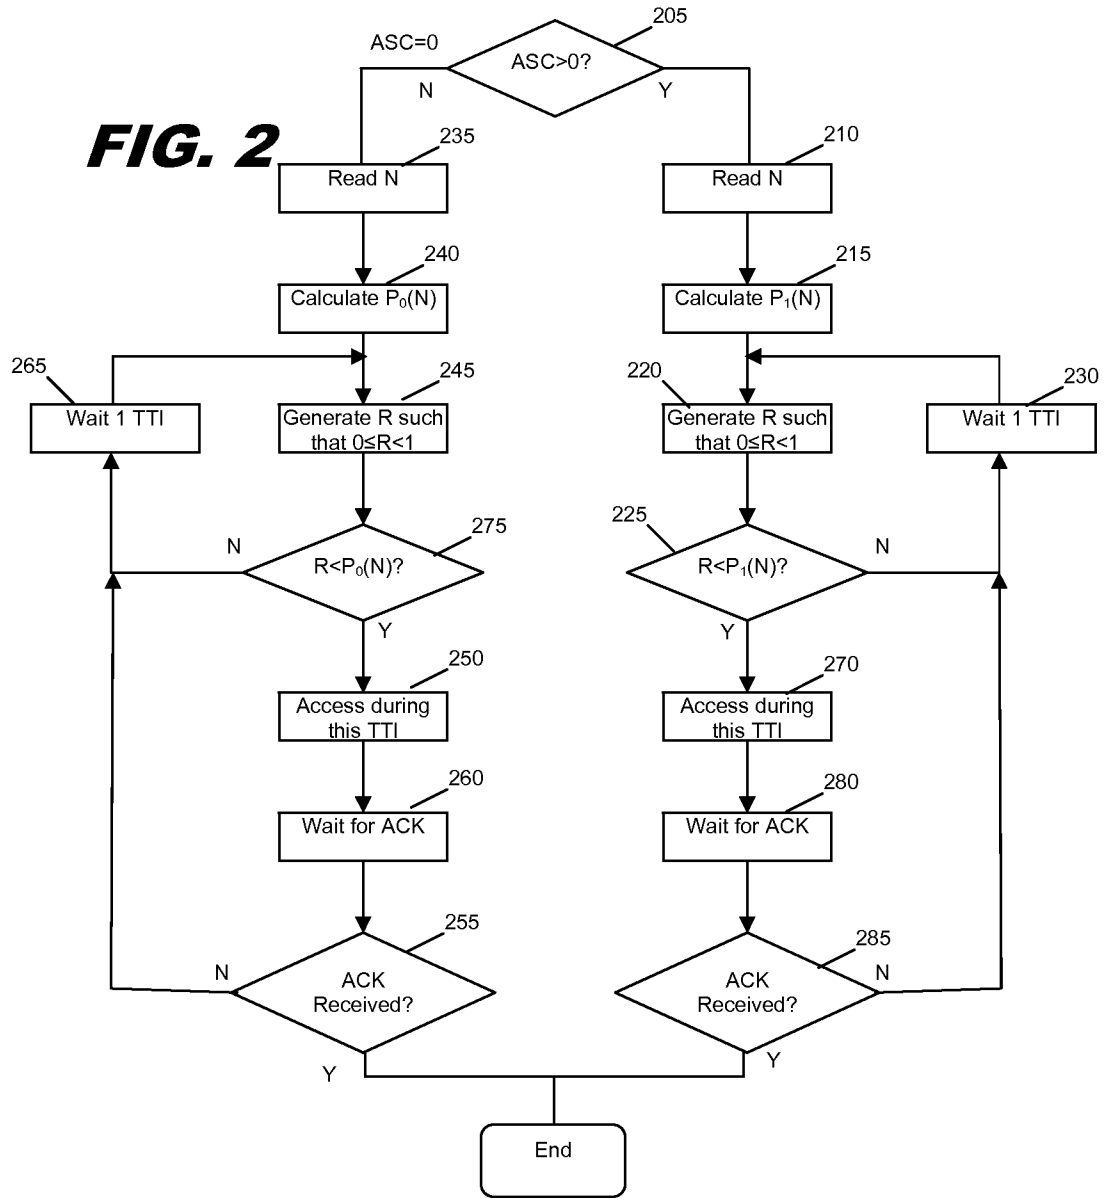 205
ASC=0
ASC>0?
N
Y
FIG. 2
235
210
Read N
Read N
240
215
Calculate P₀(N)
Calculate P₁(N)
265
245
220
230
Wait 1 TTI
Generate R such
that 0≤R<1
Generate R such
that 0≤R<1
Wait 1 TTI
275
225
N
R<P₀(N)?
R<P₁(N)?
N
Y
Y
250
270
Access during
this TTI
Access during
this TTI
260
280
Wait for ACK
Wait for ACK
255
285
N
ACK
Received?
ACK
Received?
N
Y
Y
End